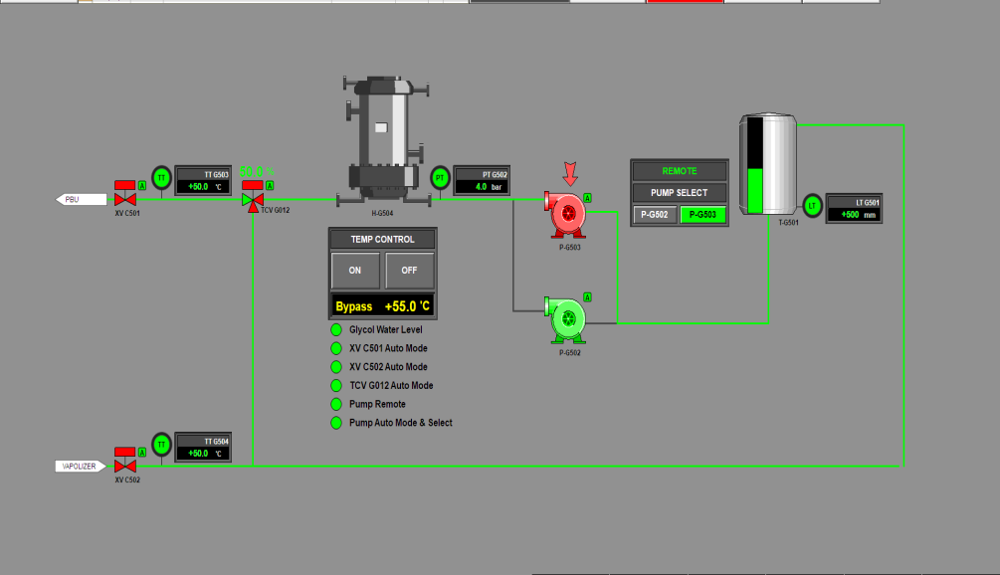 50.0 %
TT
A
TT G503
+50.0 °C
PBU
XV C501
A
TCV G012
H-G504
PT
PT G502
4.0 bar
A
P-G503
REMOTE
PUMP SELECT
P-G502 P-G503
T-G501
LT
LT G501
+500 mm
TEMP CONTROL
ON OFF
Bypass +55.0 °C
Glycol Water Level
XV C501 Auto Mode
XV C502 Auto Mode
TCV G012 Auto Mode
Pump Remote
Pump Auto Mode & Select
A
P-G502
VAPOLIZER
XV C502
A
TT
TT G504
+50.0 °C